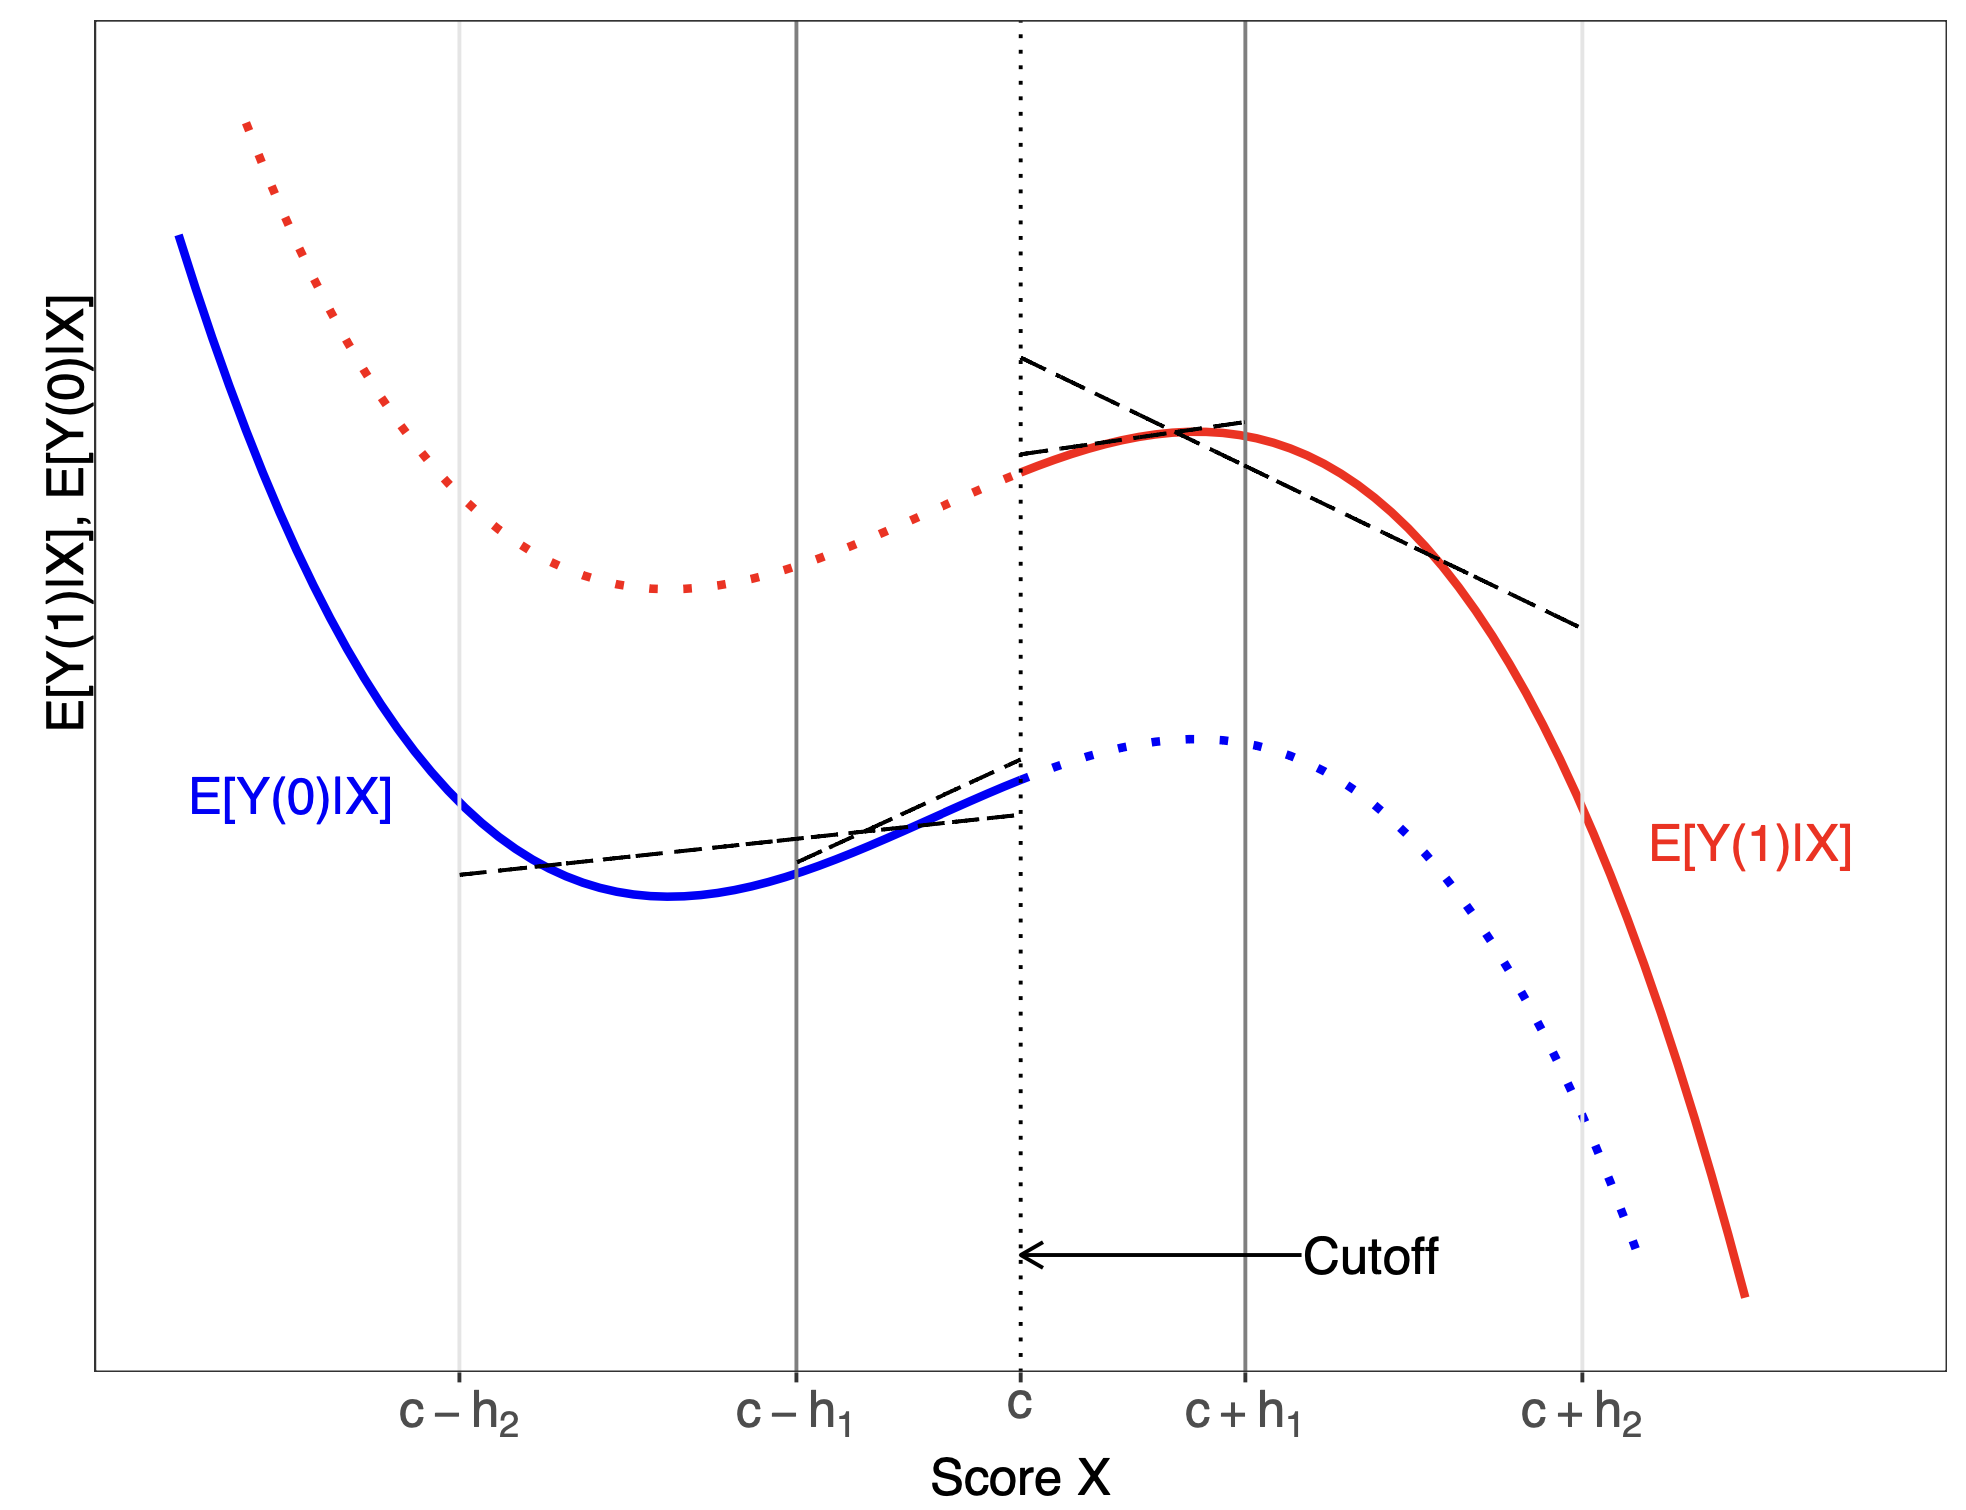 E[Y(1)|X], E[Y(0)|X]
E[Y(0)|X]
E[Y(1)|X]
Cutoff
c − h₂
c − h₁
c
c + h₁
c + h₂
Score X